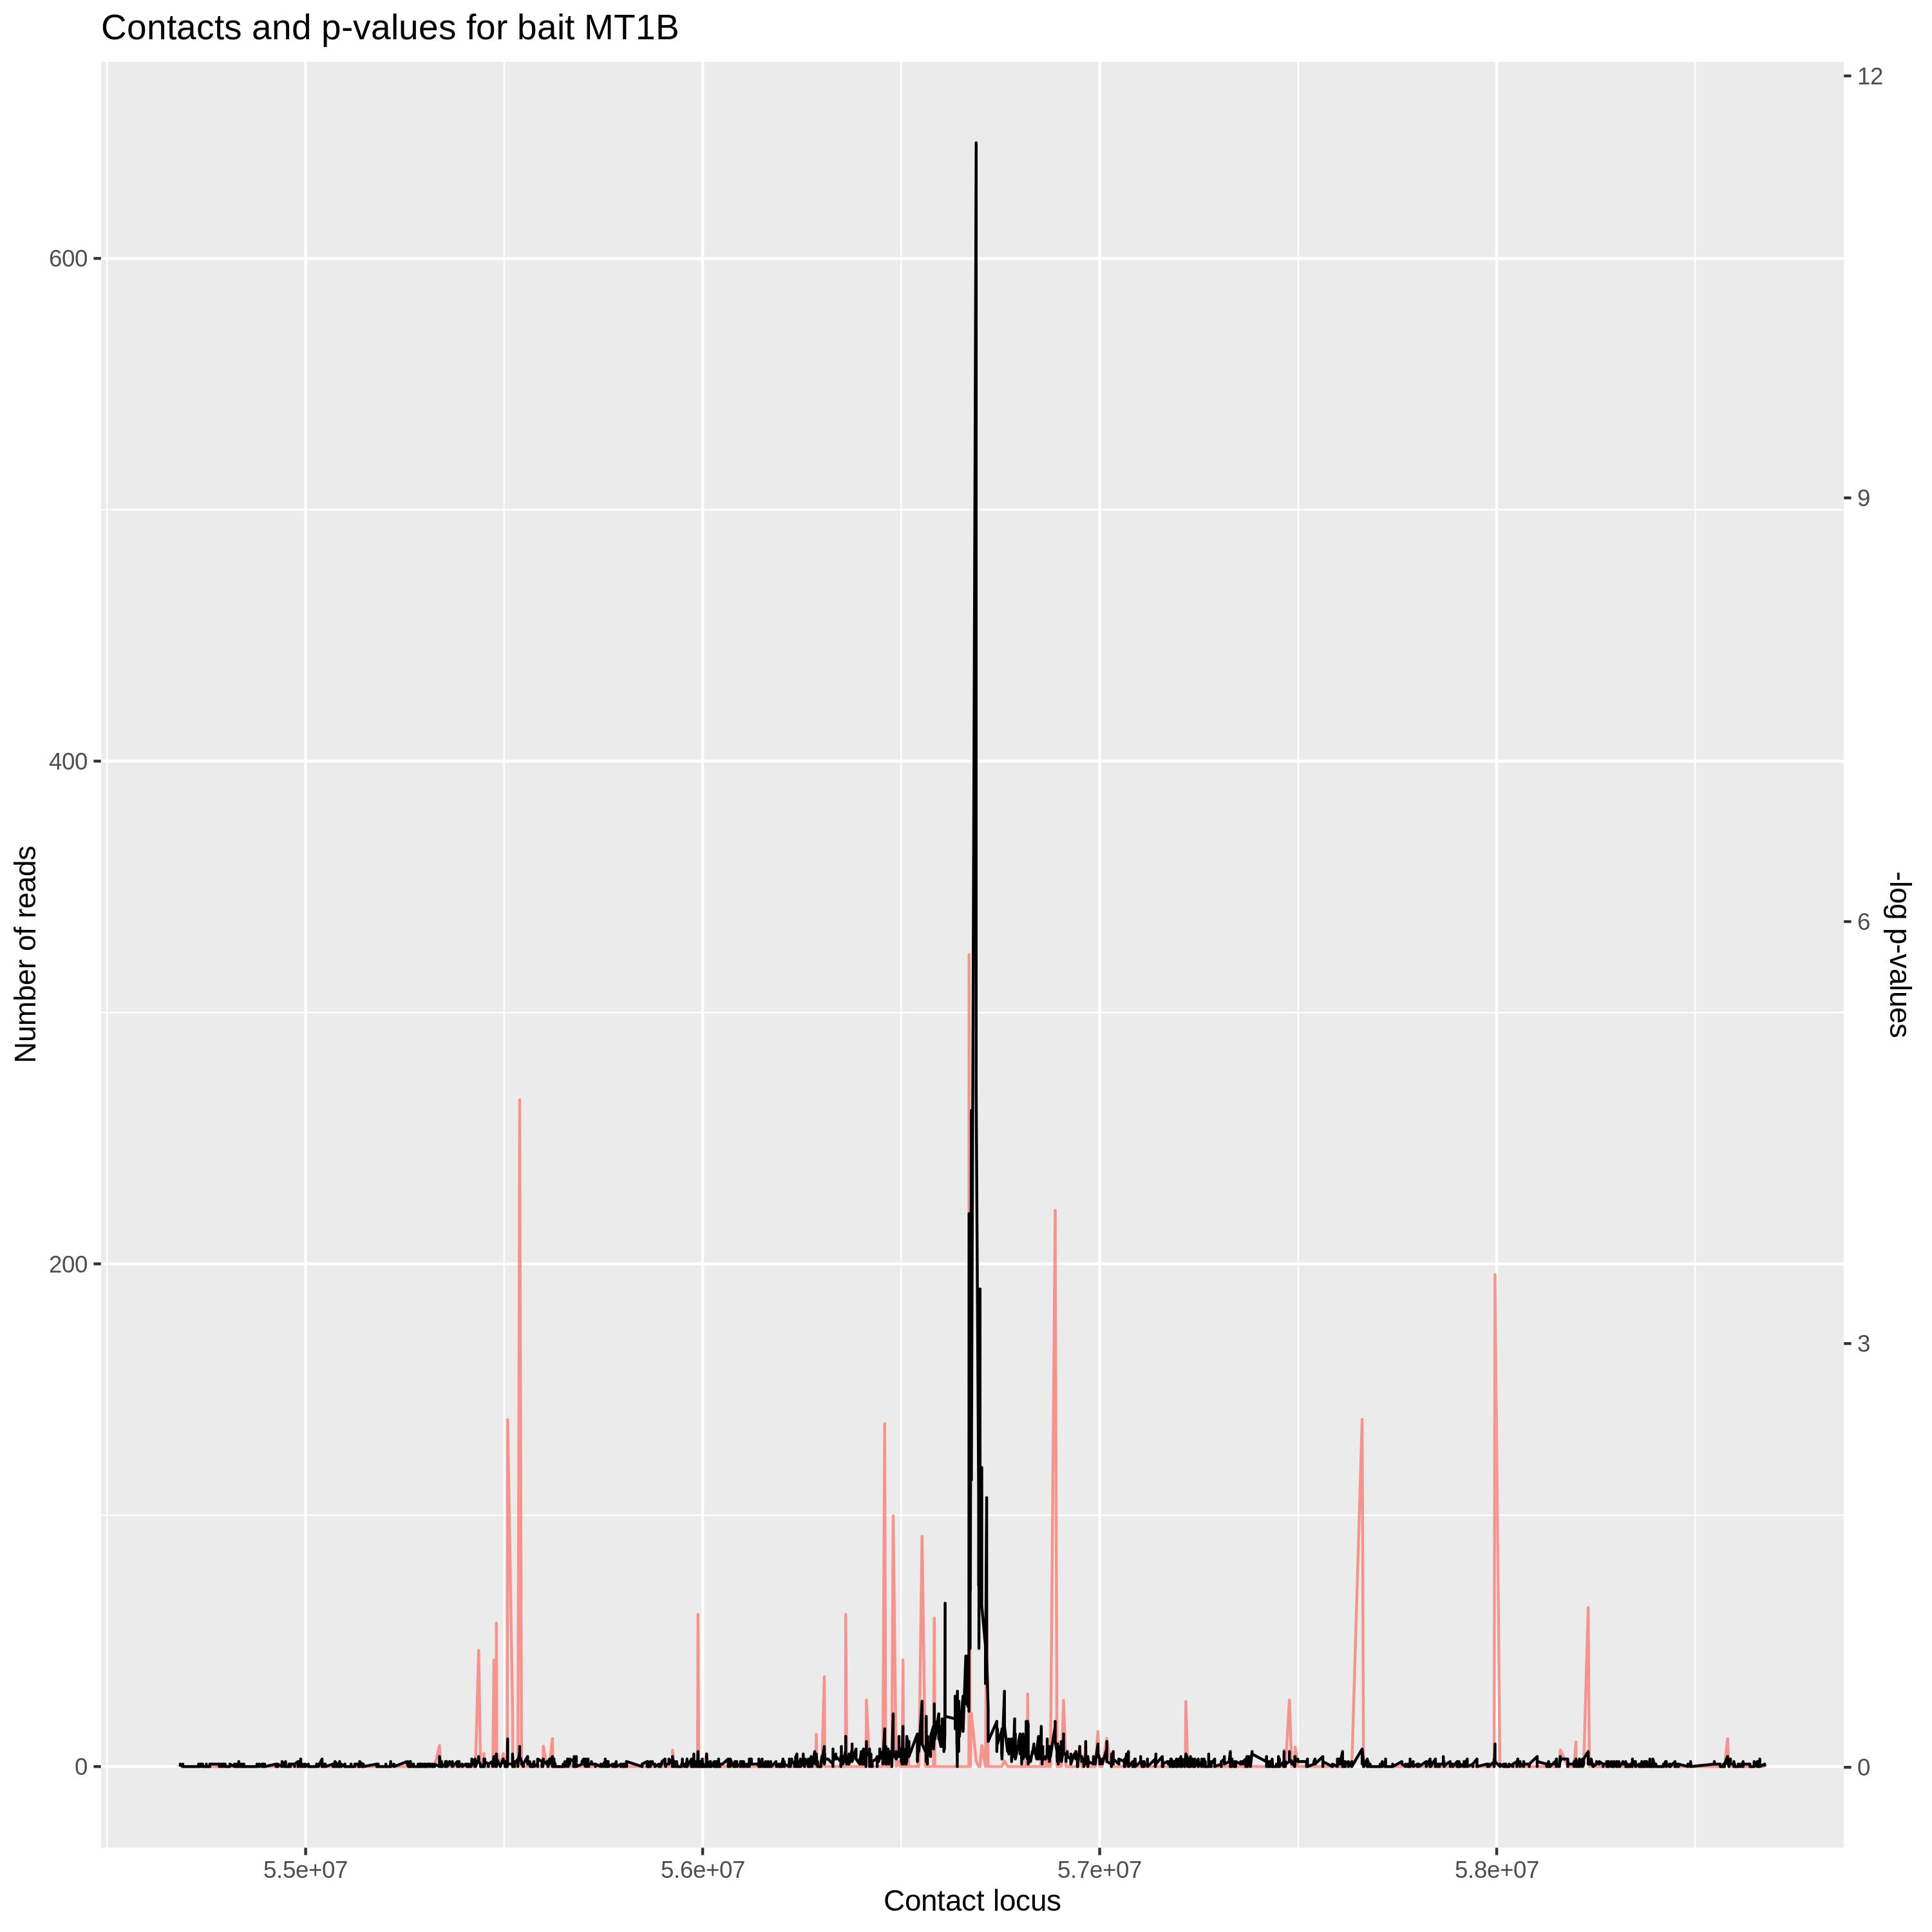 Contacts and p-values for bait MT1B
12
600
9
400
Number of reads
-log p-values
6
200
3
0
0
5.5e+07
5.6e+07
5.7e+07
5.8e+07
Contact locus